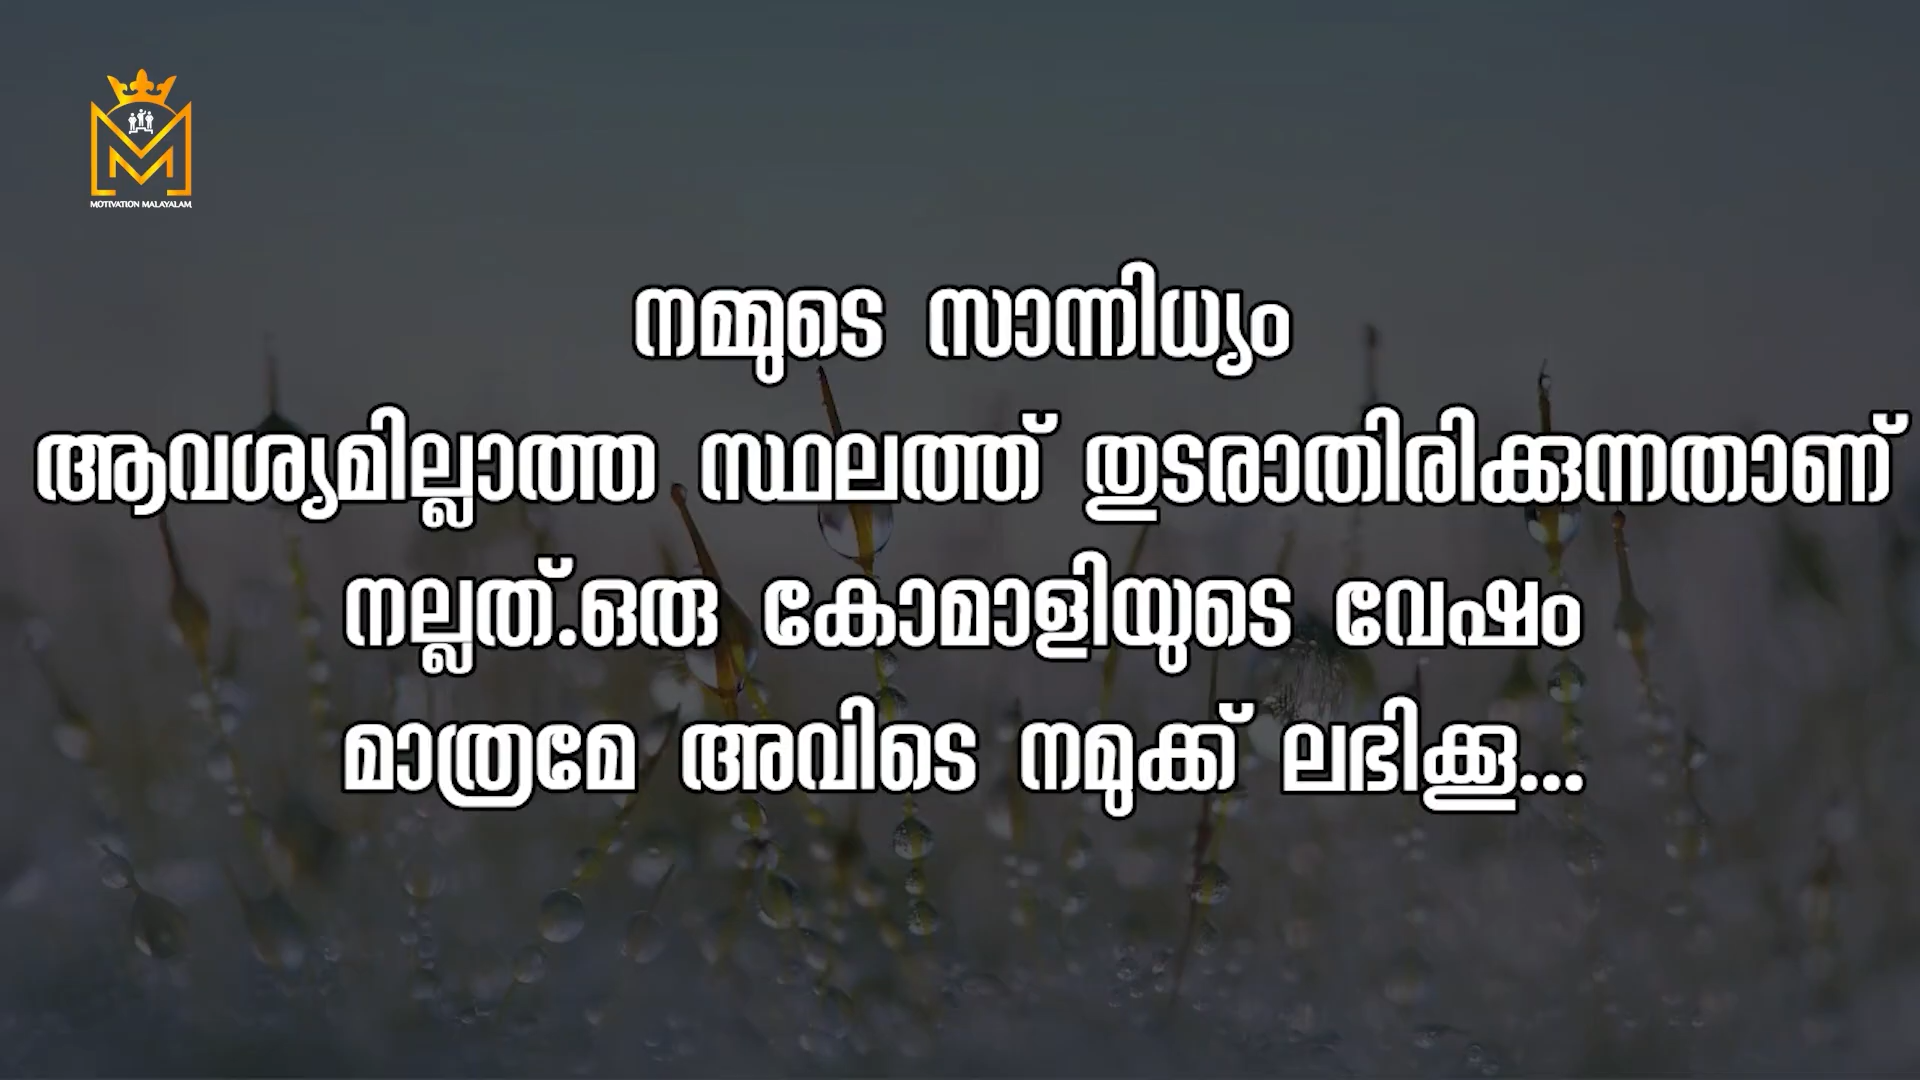 MOTIVATION MALAYALAM
നമ്മുടെ സാന്നിധ്യം
ആവശ്യമില്ലാത്ത സ്ഥലത്ത് തുടരാതിരിക്കുന്നതാണ്
നല്ലത്.ഒരു കോമാളിയുടെ വേഷം
മാത്രമേ അവിടെ നമുക്ക് ലഭിക്കൂ...